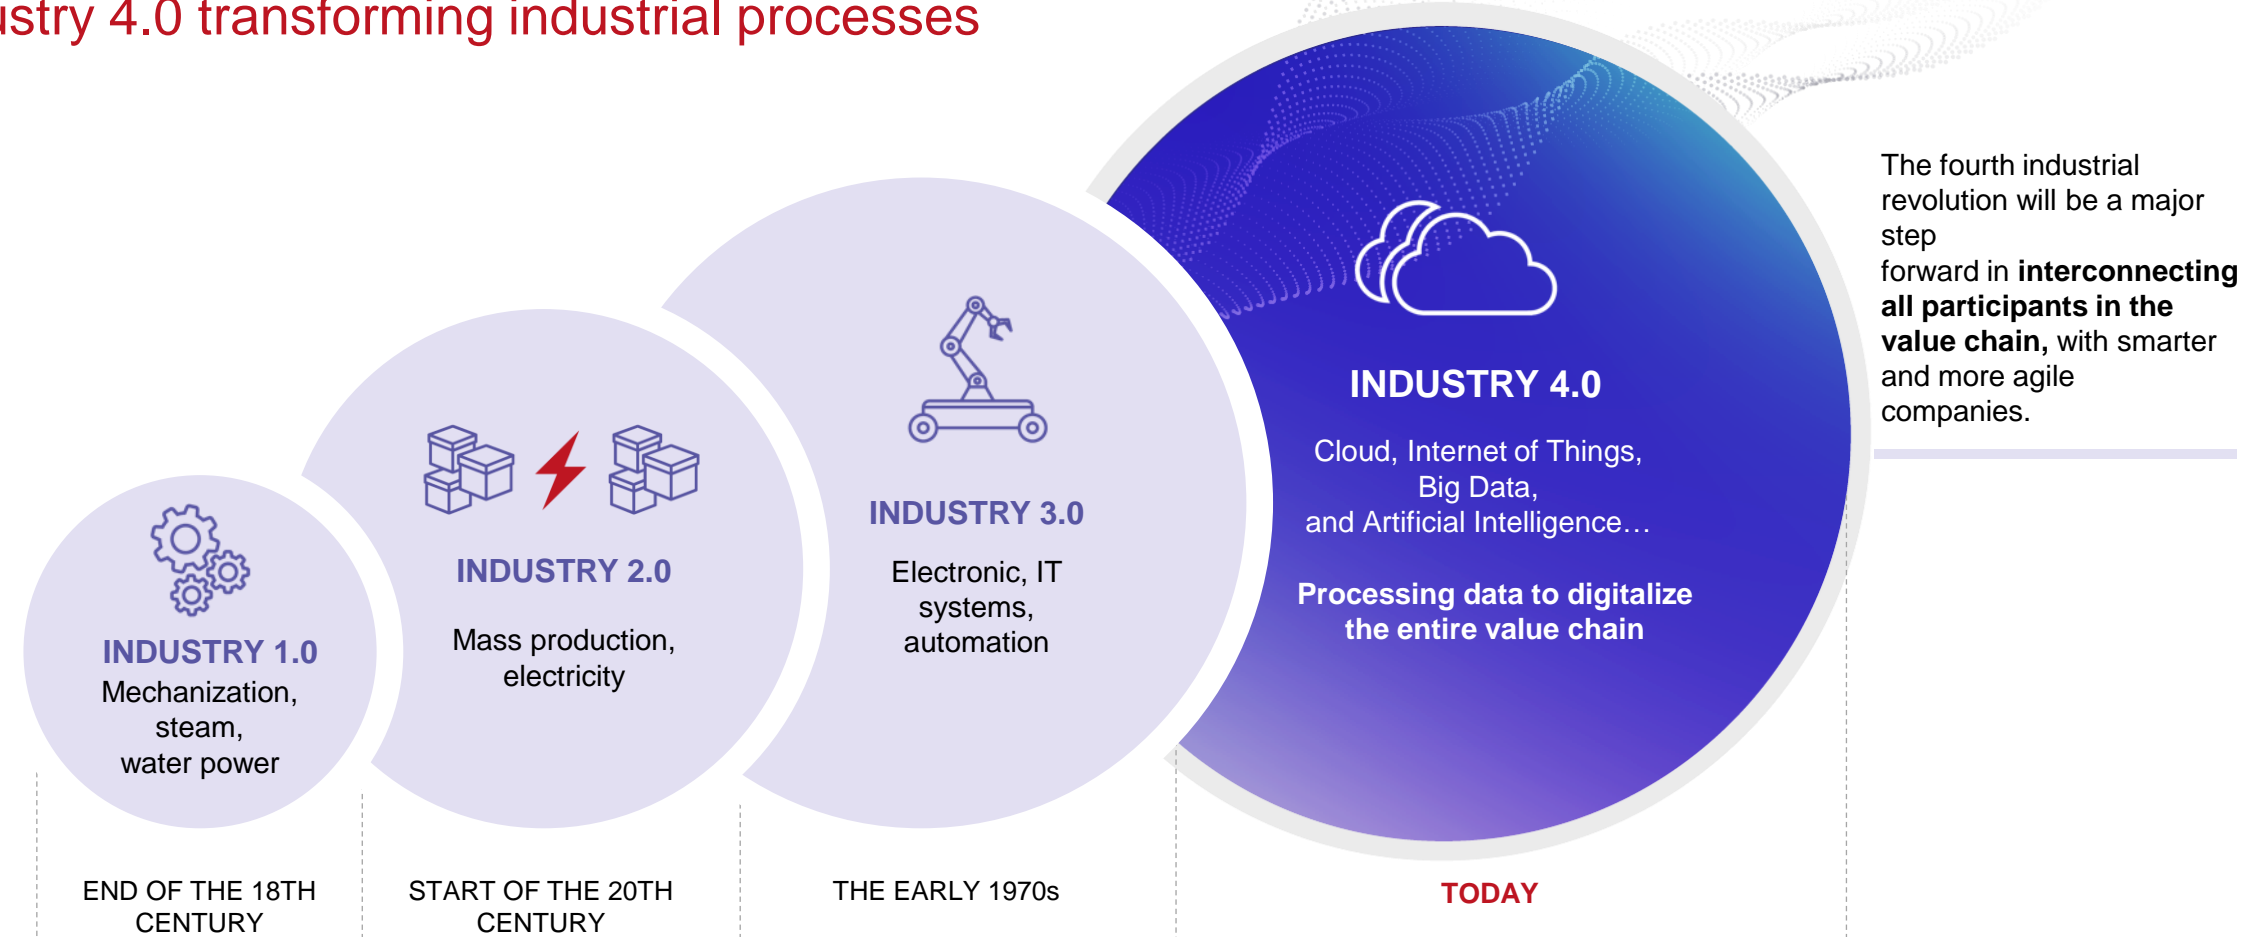 ustry 4.0 transforming industrial processes
The fourth industrial
revolution will be a major
step
forward in interconnecting
all participants in the
value chain, with smarter
and more agile
companies.
INDUSTRY 4.0
Cloud, Internet of Things,
Big Data,
and Artificial Intelligence…
Processing data to digitalize
the entire value chain
INDUSTRY 3.0
Electronic, IT
systems,
automation
INDUSTRY 2.0
Mass production,
electricity
INDUSTRY 1.0
Mechanization,
steam,
water power
END OF THE 18TH
CENTURY
START OF THE 20TH
CENTURY
THE EARLY 1970s
TODAY